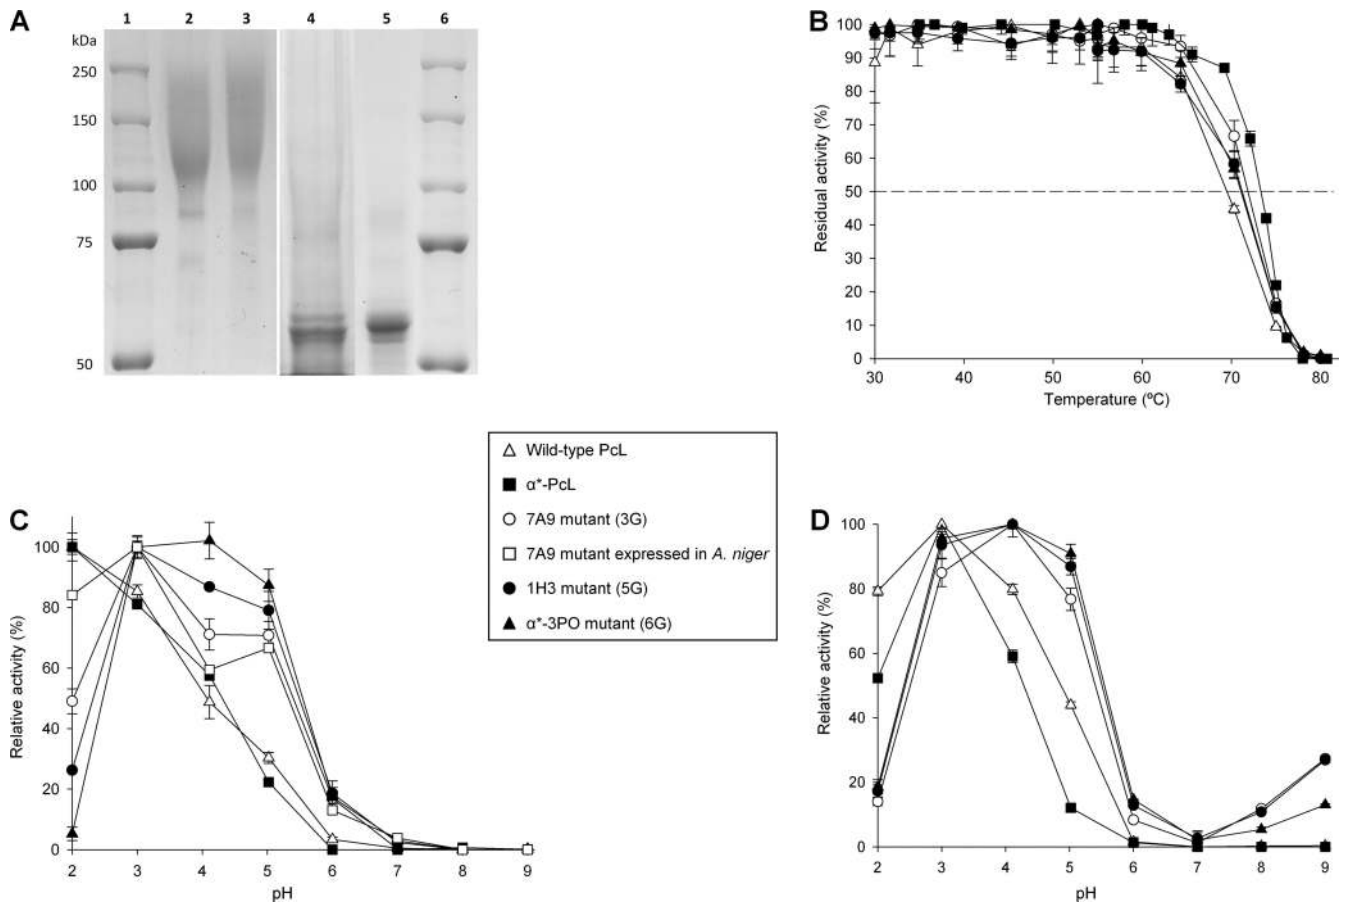 A
1 2 3 4 5 6
kDa
250
150
100
75
50
B
100
90
80
70
60
50
40
30
20
10
0
Residual activity (%)
30 40 50 60 70 80
Temperature (ºC)
Wild-type PcL
α*-PcL
7A9 mutant (3G)
7A9 mutant expressed in A. niger
1H3 mutant (5G)
α*-3PO mutant (6G)
C
100
80
60
40
20
0
Relative activity (%)
2 3 4 5 6 7 8 9
pH
D
100
80
60
40
20
0
Relative activity (%)
2 3 4 5 6 7 8 9
pH